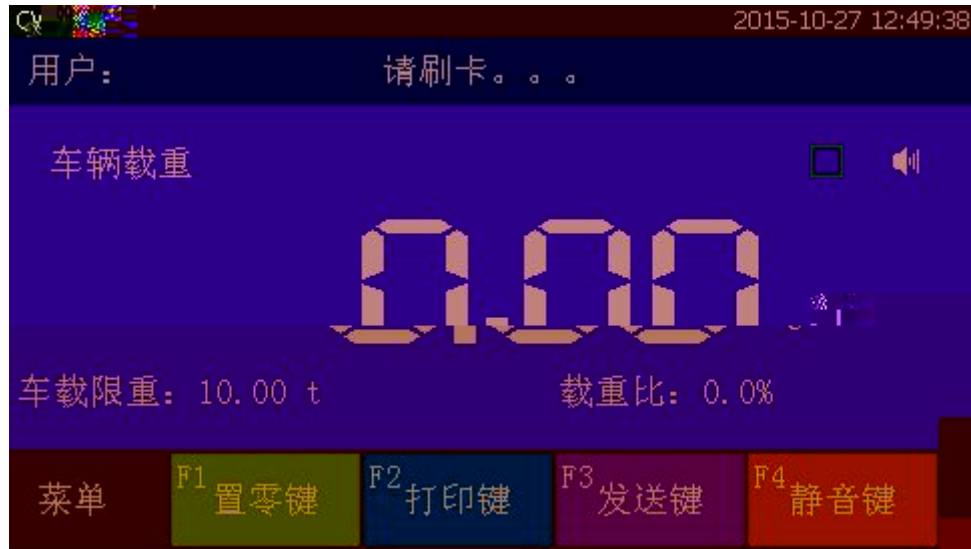 2015-10-27 12:49:38
用户: 请刷卡。。。
车辆载重
0.00
车载限重: 10.00 t 载重比: 0.0%
菜单 F1 置零键 F2 打印键 F3 发送键 F4 静音键